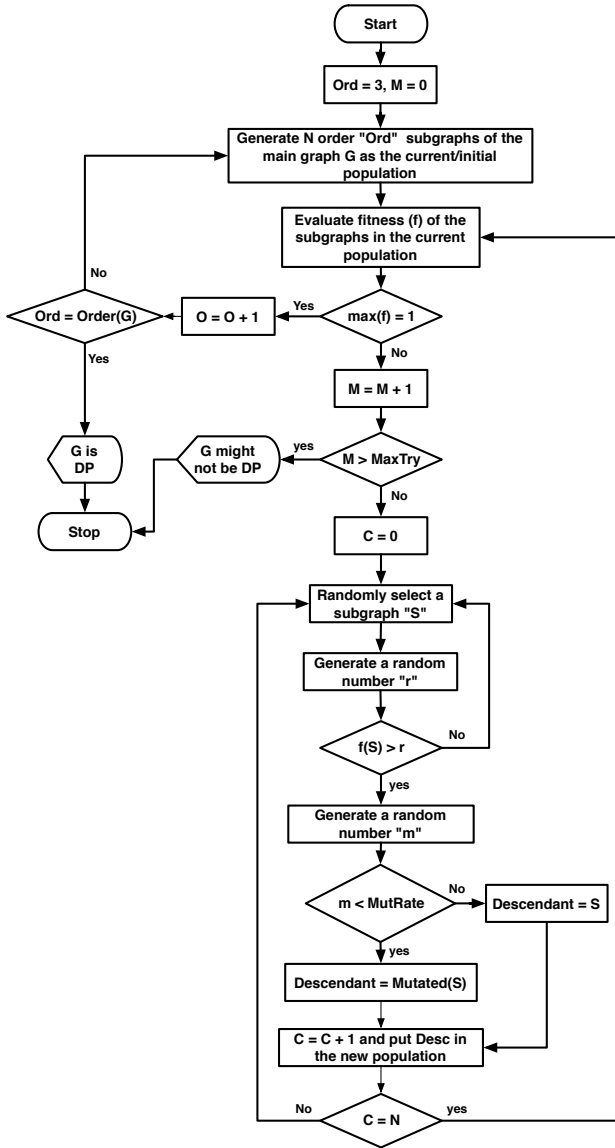 Start
Ord = 3, M = 0
Generate N order "Ord" subgraphs of the
main graph G as the current/initial
population
Evaluate fitness (f) of the
subgraphs in the current
population
No
Ord = Order(G)
O = O + 1
Yes
max(f) = 1
Yes
No
M = M + 1
G is
DP
G might
not be DP
yes
M > MaxTry
No
Stop
C = 0
Randomly select a
subgraph "S"
Generate a random
number "r"
f(S) > r
No
yes
Generate a random
number "m"
m < MutRate
No
Descendant = S
yes
Descendant = Mutated(S)
C = C + 1 and put Desc in
the new population
No
C = N
yes